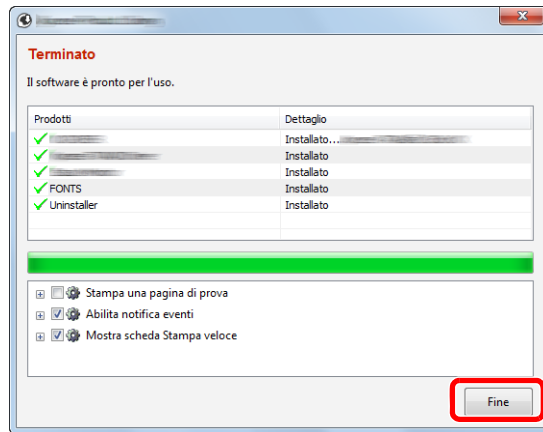 Terminato
Il software è pronto per l'uso.
Prodotti Dettaglio
Installato...
Installato
Installato
FONTS Installato
Uninstaller Installato
Stampa una pagina di prova
Abilita notifica eventi
Mostra scheda Stampa veloce
Fine